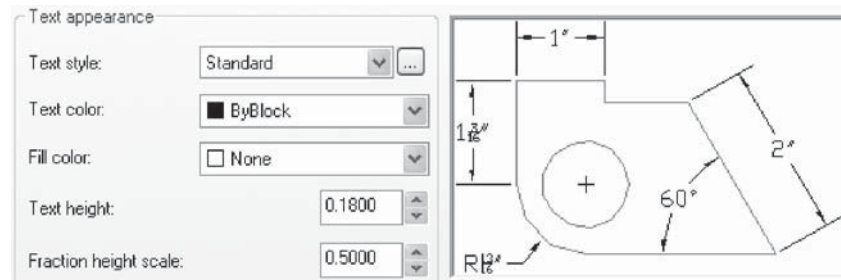 Text appearance
Text style: Standard ...
Text color: ByBlock
Fill color: None
Text height: 0.1800
Fraction height scale: 0.5000
1"
2"
60°